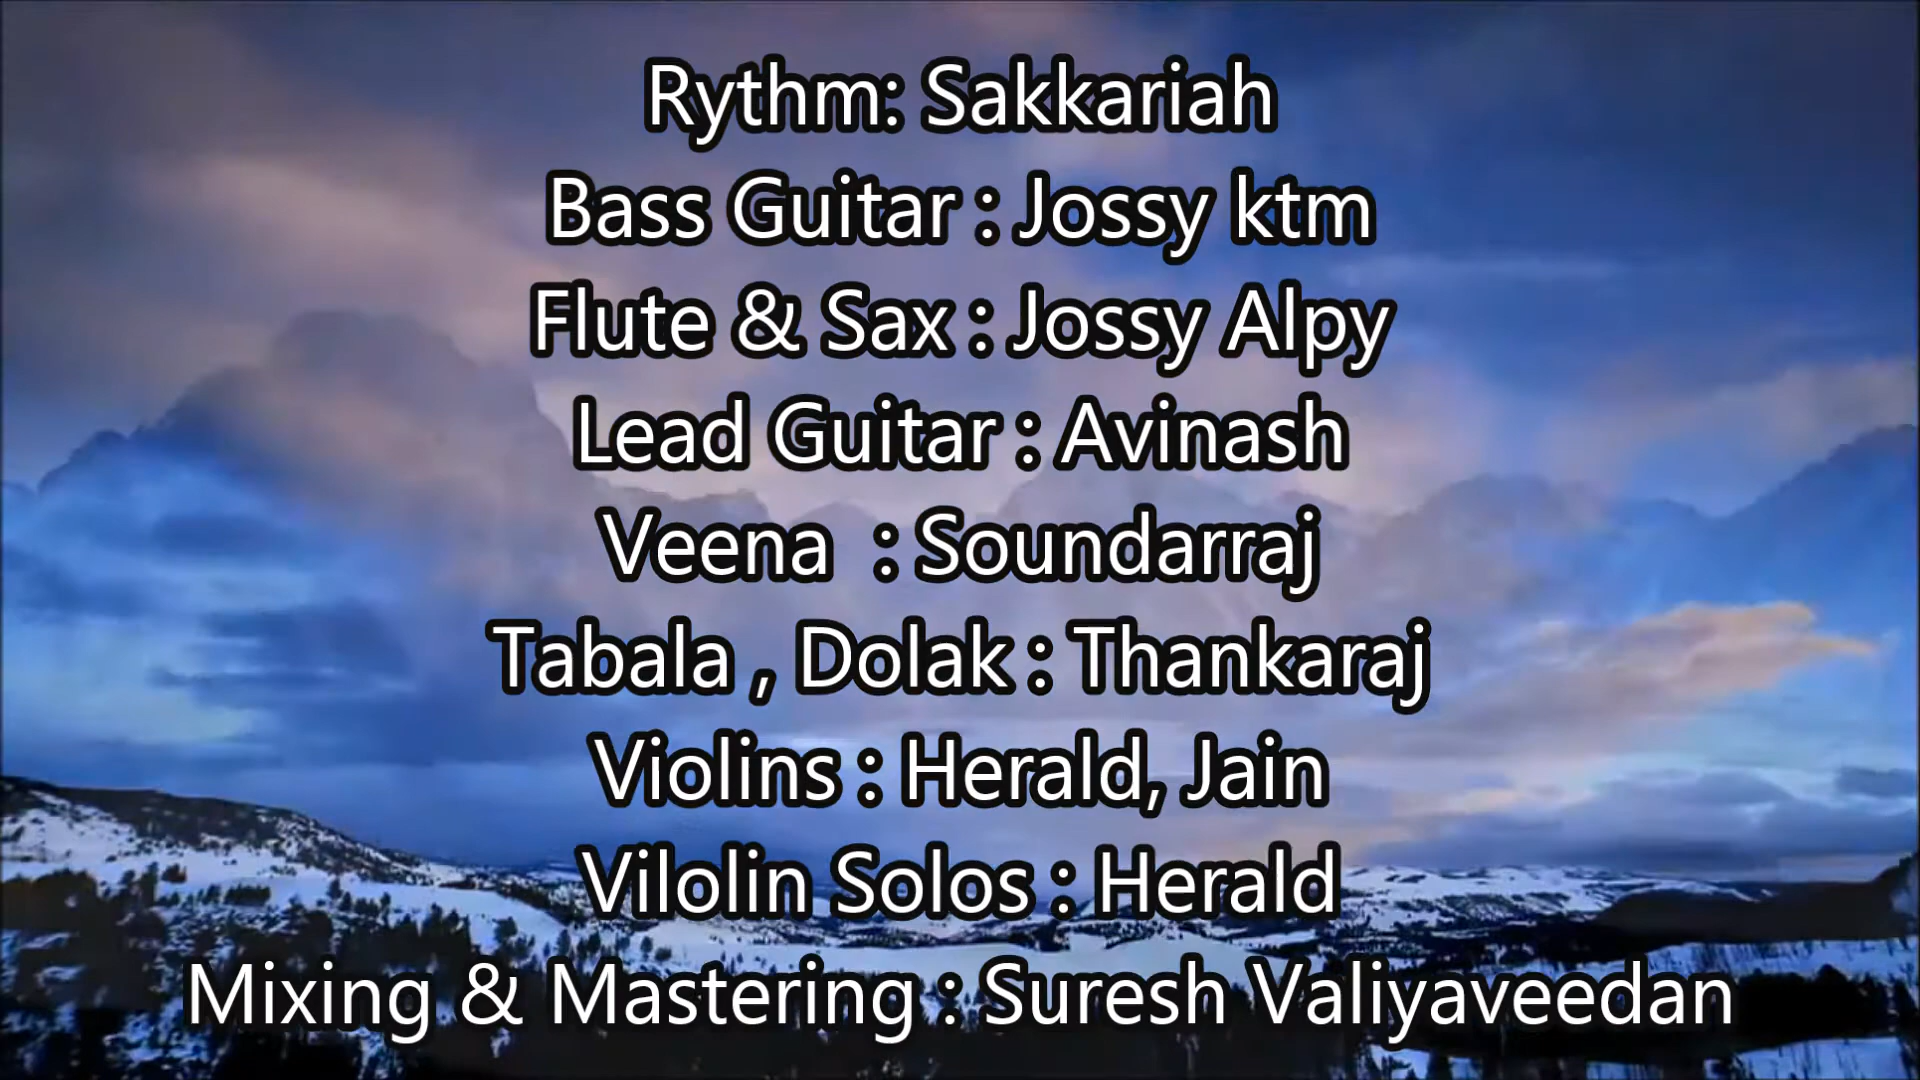 Rythm: Sakkariah
Bass Guitar : Jossy ktm
Flute & Sax : Jossy Alpy
Lead Guitar : Avinash
Veena : Soundarraj
Tabala , Dolak : Thankaraj
Violins : Herald, Jain
Vilolin Solos : Herald
Mixing & Mastering : Suresh Valiyaveedan